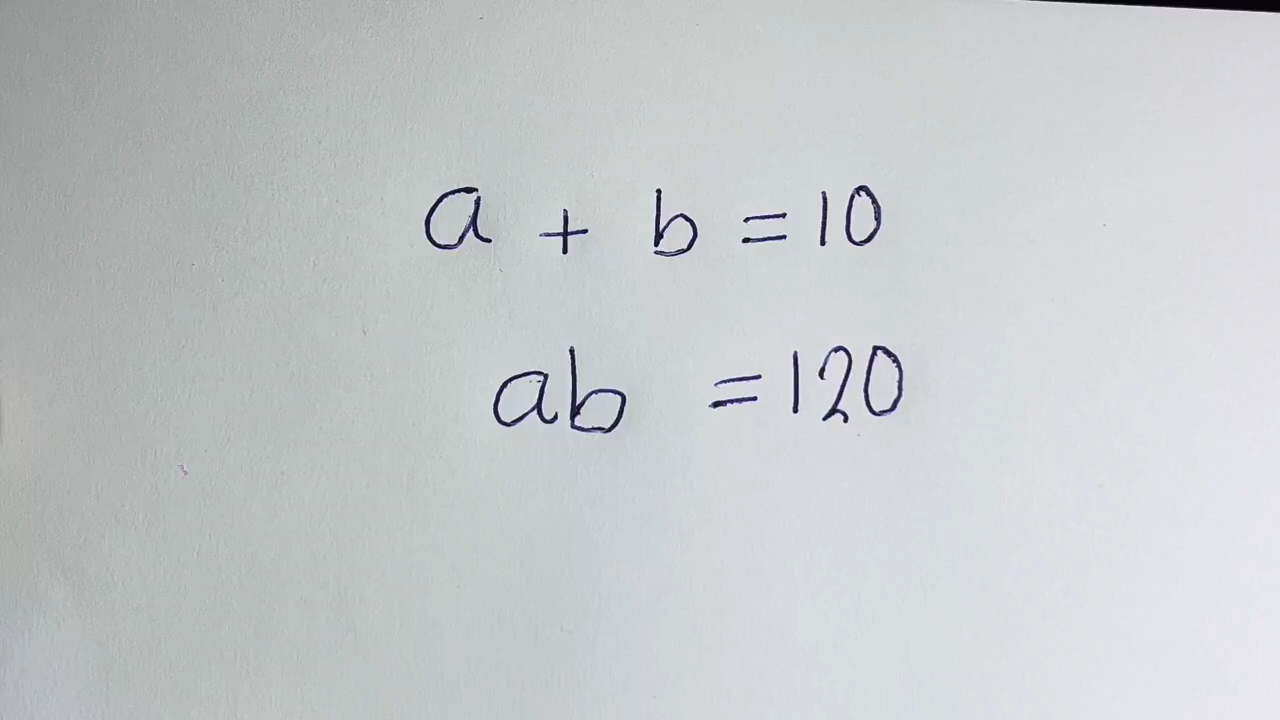 a + b = 10
ab = 120